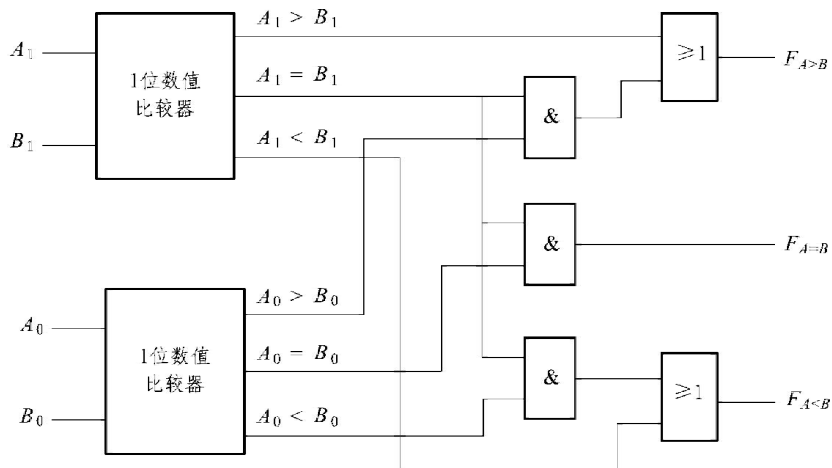 A₁ > B₁
≥1
A₁
F_{A>B}
1位数值
比较器
A₁ = B₁
&
B₁
A₁ < B₁
&
F_{A=B}
A₀ > B₀
A₀
1位数值
比较器
A₀ = B₀
&
≥1
F_{A<B}
B₀
A₀ < B₀